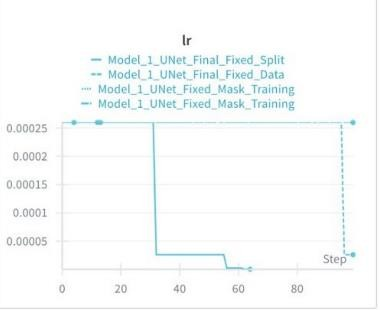 lr
Model_1_UNet_Final_Fixed_Split
Model_1_UNet_Final_Fixed_Data
Model_1_UNet_Fixed_Mask_Training
Model_1_UNet_Fixed_Mask_Training
0.00025
0.0002
0.00015
0.0001
0.00005
Step
0 20 40 60 80